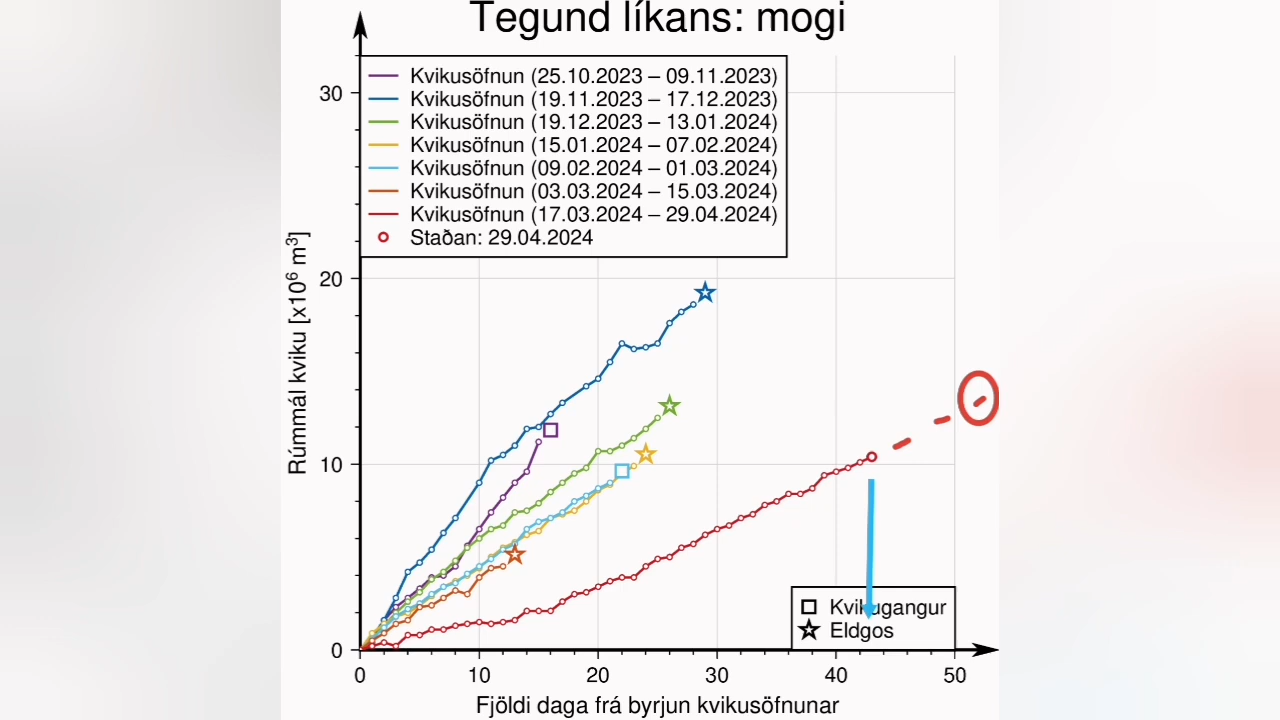 Tegund líkans: mogi
Kvikusöfnun (25.10.2023 – 09.11.2023)
Kvikusöfnun (19.11.2023 – 17.12.2023)
Kvikusöfnun (19.12.2023 – 13.01.2024)
Kvikusöfnun (15.01.2024 – 07.02.2024)
Kvikusöfnun (09.02.2024 – 01.03.2024)
Kvikusöfnun (03.03.2024 – 15.03.2024)
Kvikusöfnun (17.03.2024 – 29.04.2024)
Staðan: 29.04.2024
Rúmmál kviku [x10⁶ m³]
30
20
10
0
Kvikugangur
Eldgos
0 10 20 30 40 50
Fjöldi daga frá byrjun kvikusöfnunar